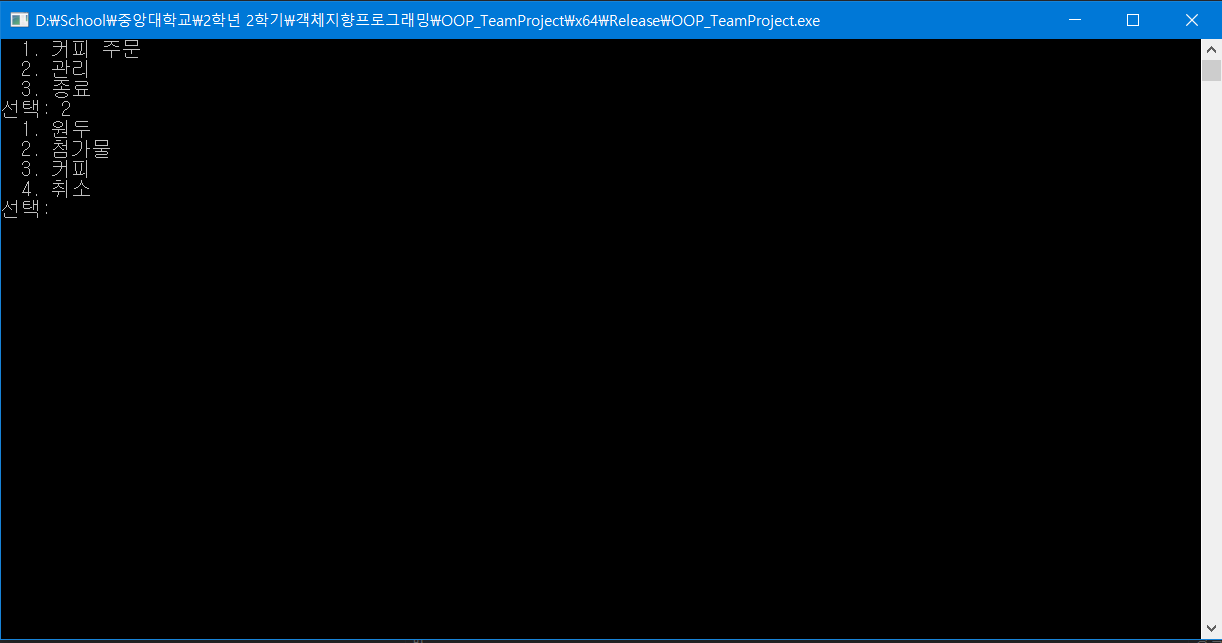 D:₩School₩중앙대학교₩2학년 2학기₩객체지향프로그래밍₩OOP_TeamProject₩x64₩Release₩OOP_TeamProject.exe
1. 커피 주문
2. 관리
3. 종료
선택: 2
1. 원두
2. 첨가물
3. 커피
4. 취소
선택: